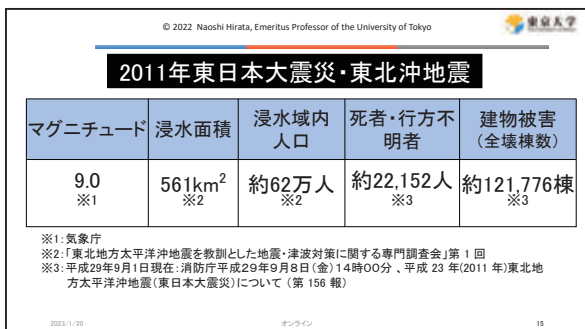 © 2022 Naoshi Hirata, Emeritus Professor of the University of Tokyo
東京大学
2011年東日本大震災・東北沖地震
マグニチュード 浸水面積 浸水域内人口 死者・行方不明者 建物被害(全壊棟数)
9.0 561km² 約62万人 約22,152人 約121,776棟
※1 ※2 ※2 ※3 ※3
※1:気象庁
※2:「東北地方太平洋沖地震を教訓とした地震・津波対策に関する専門調査会」第 1 回
※3:平成29年9月1日現在:消防庁平成29年9月8日(金)14時00分 、平成 23 年(2011 年)東北地
方太平洋沖地震(東日本大震災)について (第 156 報)
2023/1/20 オンライン 15